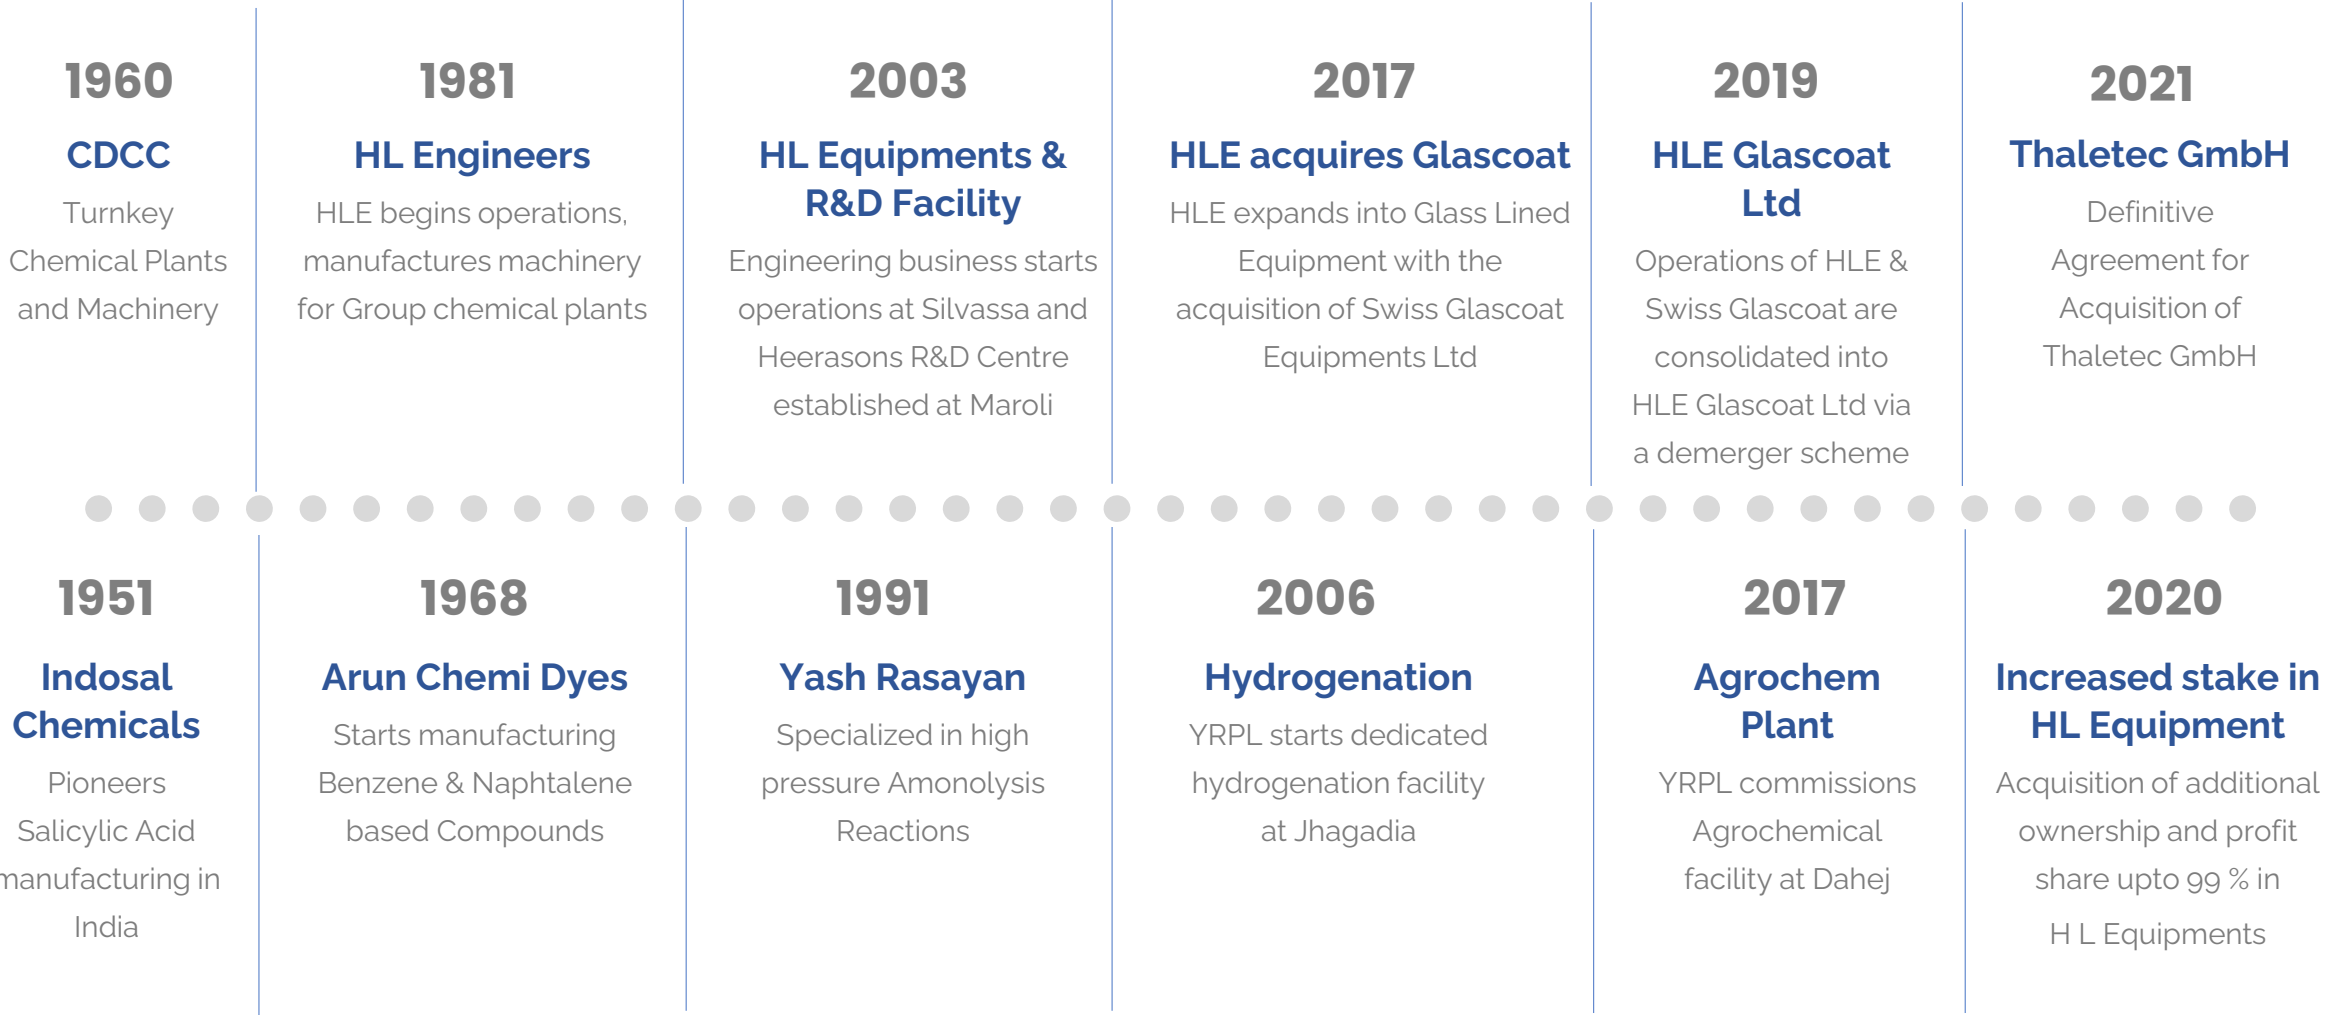 1960
CDCC
Turnkey
Chemical Plants
and Machinery
1981
HL Engineers
HLE begins operations,
manufactures machinery
for Group chemical plants
2003
HL Equipments &
R&D Facility
Engineering business starts
operations at Silvassa and
Heerasons R&D Centre
established at Maroli
2017
HLE acquires Glascoat
HLE expands into Glass Lined
Equipment with the
acquisition of Swiss Glascoat
Equipments Ltd
2019
HLE Glascoat
Ltd
Operations of HLE &
Swiss Glascoat are
consolidated into
HLE Glascoat Ltd via
a demerger scheme
2021
Thaletec GmbH
Definitive
Agreement for
Acquisition of
Thaletec GmbH
1951
Indosal
Chemicals
Pioneers
Salicylic Acid
manufacturing in
India
1968
Arun Chemi Dyes
Starts manufacturing
Benzene & Naphtalene
based Compounds
1991
Yash Rasayan
Specialized in high
pressure Amonolysis
Reactions
2006
Hydrogenation
YRPL starts dedicated
hydrogenation facility
at Jhagadia
2017
Agrochem
Plant
YRPL commissions
Agrochemical
facility at Dahej
2020
Increased stake in
HL Equipment
Acquisition of additional
ownership and profit
share upto 99 % in
H L Equipments